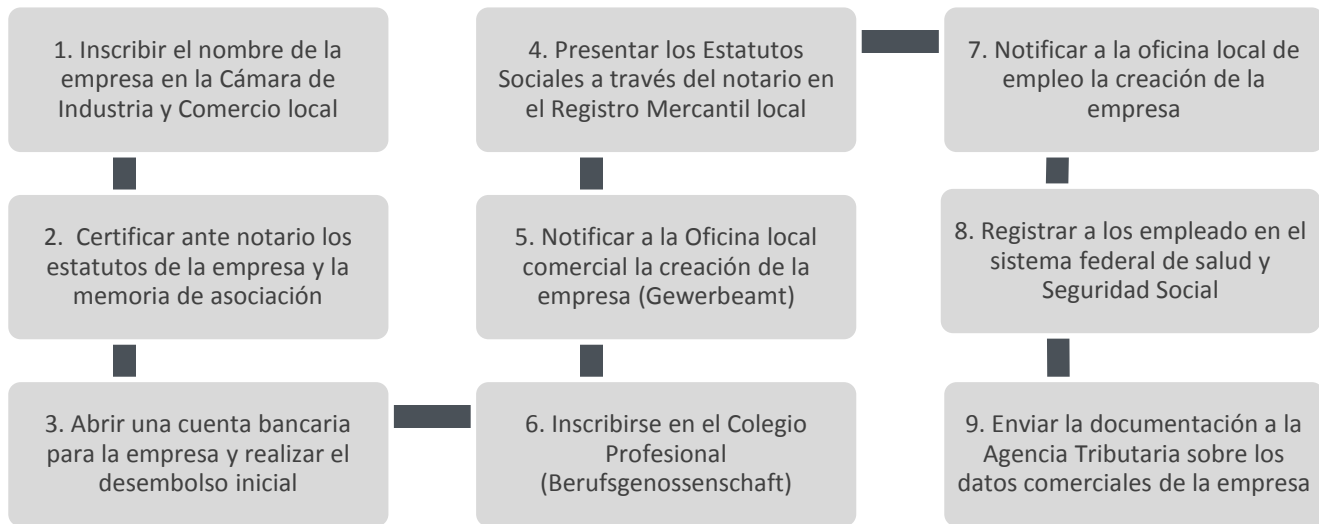 1. Inscribir el nombre de la
empresa en la Cámara de
Industria y Comercio local
2. Certificar ante notario los
estatutos de la empresa y la
memoria de asociación
3. Abrir una cuenta bancaria
para la empresa y realizar el
desembolso inicial
4. Presentar los Estatutos
Sociales a través del notario en
el Registro Mercantil local
5. Notificar a la Oficina local
comercial la creación de la
empresa (Gewerbeamt)
6. Inscribirse en el Colegio
Profesional
(Berufsgenossenschaft)
7. Notificar a la oficina local de
empleo la creación de la
empresa
8. Registrar a los empleado en el
sistema federal de salud y
Seguridad Social
9. Enviar la documentación a la
Agencia Tributaria sobre los
datos comerciales de la empresa